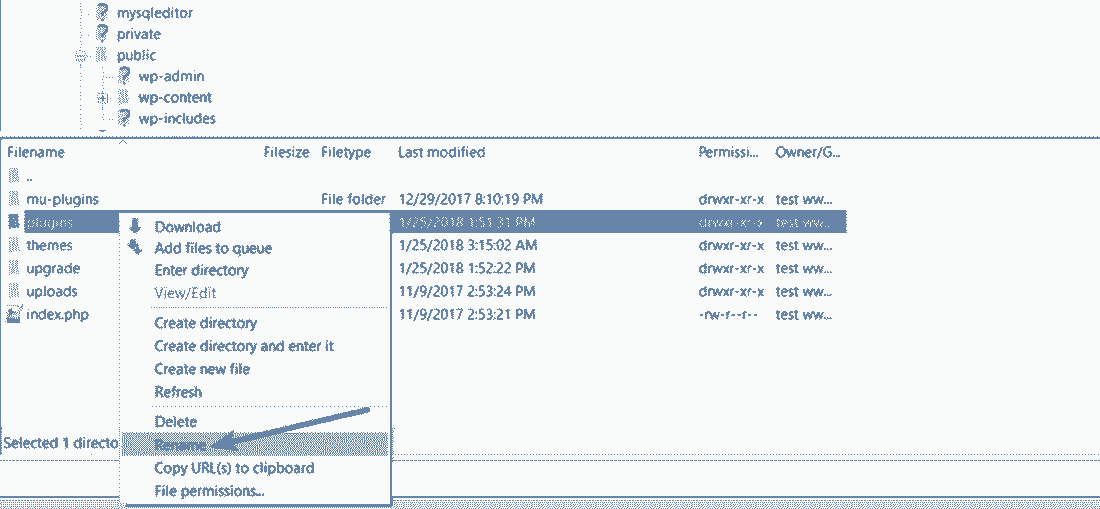 mysqleditor
private
public
wp-admin
wp-content
wp-includes
Filename Filesize Filetype Last modified Permissi... Owner/G...
..
mu-plugins File folder 12/29/2017 8:10:19 PM drwxr-xr-x test ww...
plugins 1/25/2018 1:51:31 PM drwxr-xr-x test ww...
themes 1/25/2018 3:15:02 AM drwxr-xr-x test ww...
upgrade 1/25/2018 1:52:22 PM drwxr-xr-x test ww...
uploads 11/9/2017 2:53:24 PM drwxr-xr-x test ww...
index.php 11/9/2017 2:53:21 PM -rw-r--r-- test ww...
Download
Add files to queue
Enter directory
View/Edit
Create directory
Create directory and enter it
Create new file
Refresh
Delete
Rename
Copy URL(s) to clipboard
File permissions...
Selected 1 directo